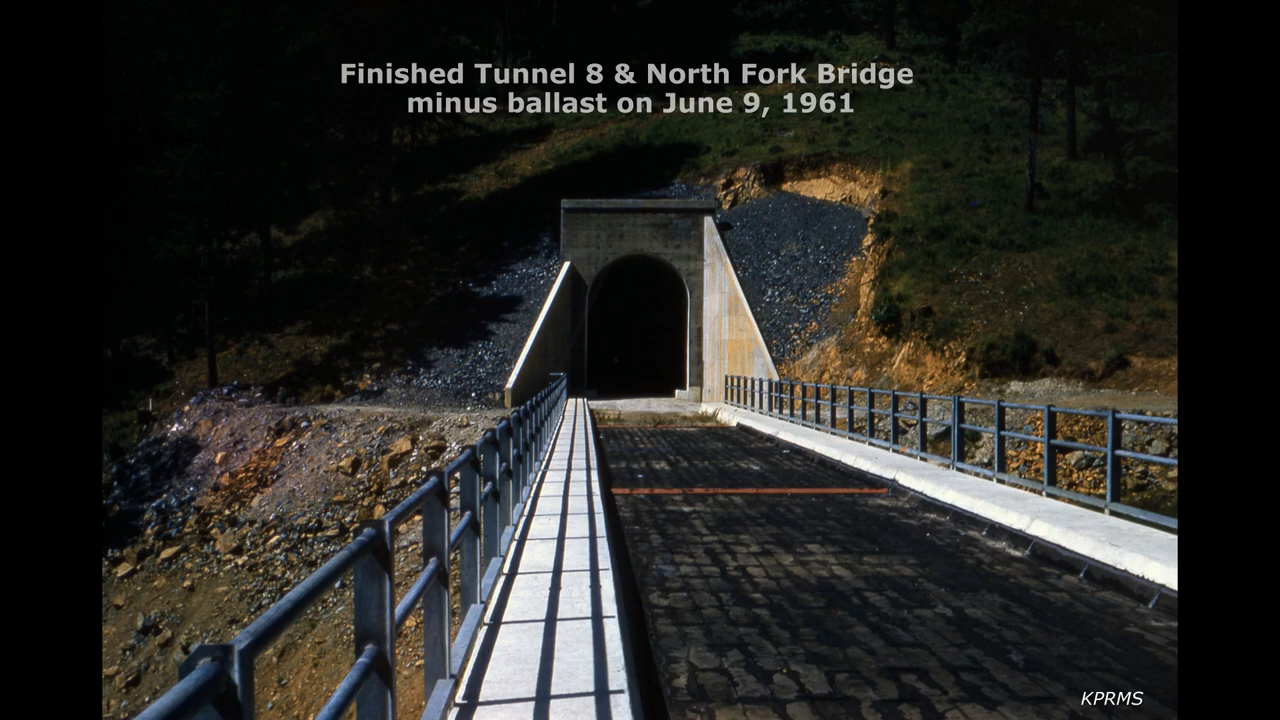 Finished Tunnel 8 & North Fork Bridge
minus ballast on June 9, 1961
KPRMS